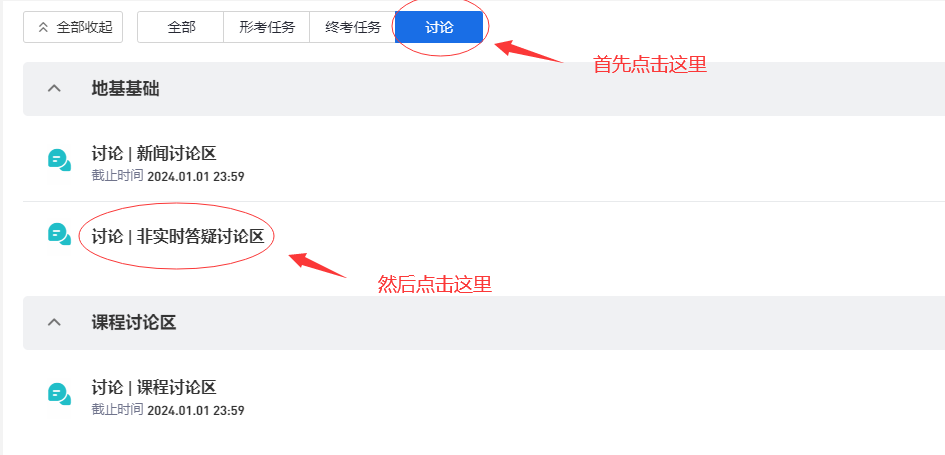 全部收起 全部 形考任务 终考任务 讨论
首先点击这里
地基基础
讨论 | 新闻讨论区
截止时间 2024.01.01 23:59
讨论 | 非实时答疑讨论区
然后点击这里
课程讨论区
讨论 | 课程讨论区
截止时间 2024.01.01 23:59